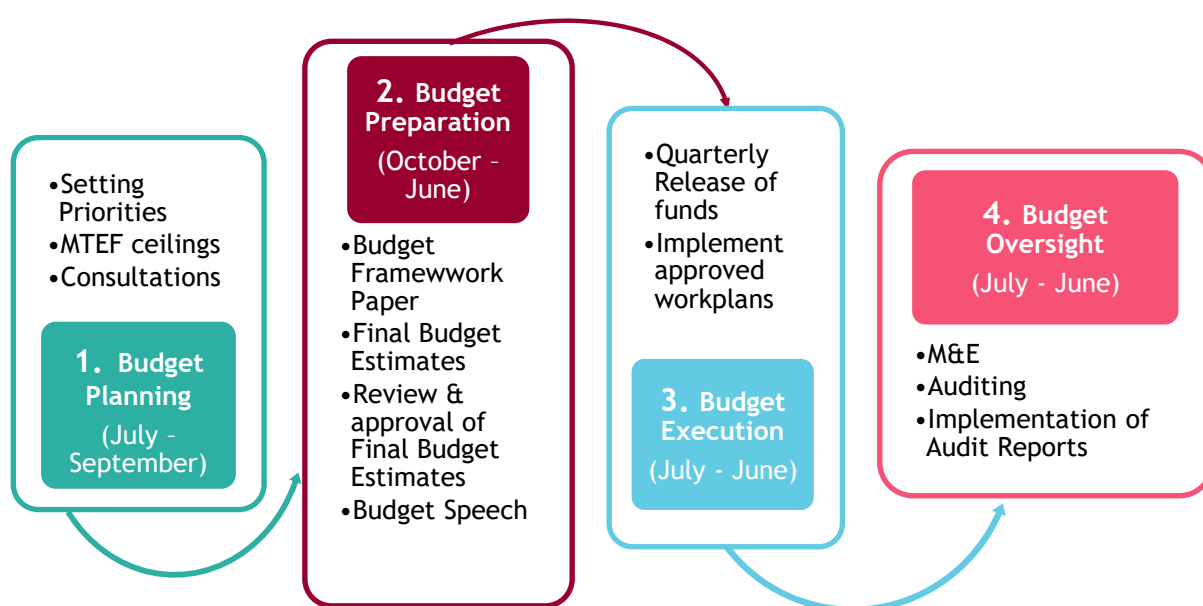 •Setting
Priorities
•MTEF ceilings
•Consultations
1. Budget
Planning
(July –
September)
2. Budget
Preparation
(October –
June)
•Budget
Framewwork
Paper
•Final Budget
Estimates
•Review &
approval of
Final Budget
Estimates
•Budget Speech
•Quarterly
Release of
funds
•Implement
approved
workplans
3. Budget
Execution
(July - June)
4. Budget
Oversight
(July - June)
•M&E
•Auditing
•Implementation of
Audit Reports